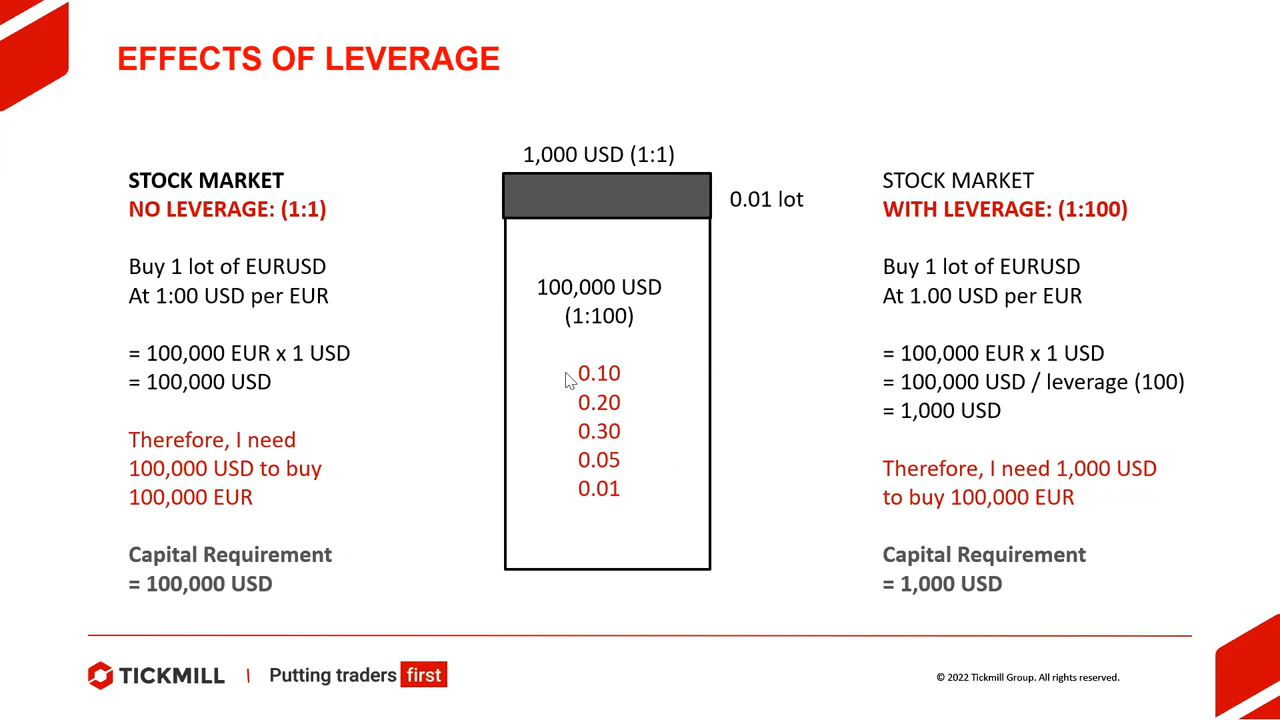 EFFECTS OF LEVERAGE
STOCK MARKET
NO LEVERAGE: (1:1)
Buy 1 lot of EURUSD
At 1:00 USD per EUR
= 100,000 EUR x 1 USD
= 100,000 USD
Therefore, I need
100,000 USD to buy
100,000 EUR
Capital Requirement
= 100,000 USD
1,000 USD (1:1)
0.01 lot
100,000 USD
(1:100)
0.10
0.20
0.30
0.05
0.01
STOCK MARKET
WITH LEVERAGE: (1:100)
Buy 1 lot of EURUSD
At 1.00 USD per EUR
= 100,000 EUR x 1 USD
= 100,000 USD / leverage (100)
= 1,000 USD
Therefore, I need 1,000 USD
to buy 100,000 EUR
Capital Requirement
= 1,000 USD
TICKMILL | Putting traders first
© 2022 Tickmill Group. All rights reserved.